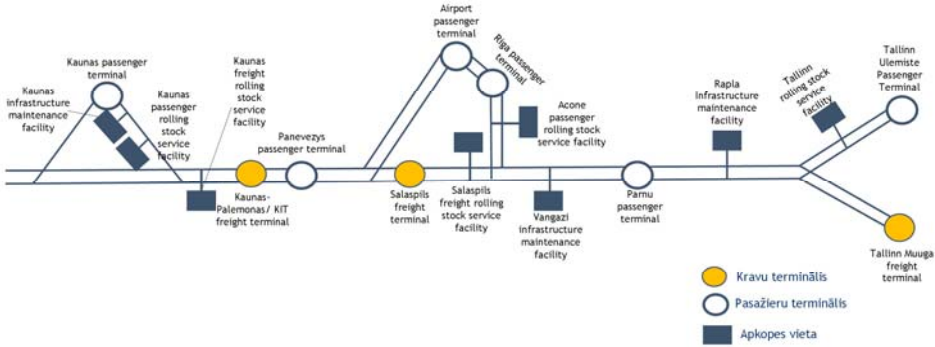 Kaunas passenger
terminal
Kaunas
infrastructure
maintenance
facility
Kaunas
passenger
rolling
stock
service
facility
Kaunas
freight
rolling
stock
service
facility
Kaunas-
Palemonas/ KIT
freight terminal
Panevezys
passenger terminal
Airport
passenger
terminal
Riga passenger
terminal
Salaspils
freight
terminal
Salaspils
freight rolling
stock service
facility
Acone
passenger
rolling stock
service facility
Vangazi
infrastructure
maintenance
facility
Parnu
passenger
terminal
Rapla
Infrastructure
maintenance
facility
Tallinn
rolling stock
service
facility
Tallinn
Ulemiste
Passenger
Terminal
Tallinn Muuga
freight
terminal
Kravu terminālis
Pasažieru terminālis
Apkopes vieta